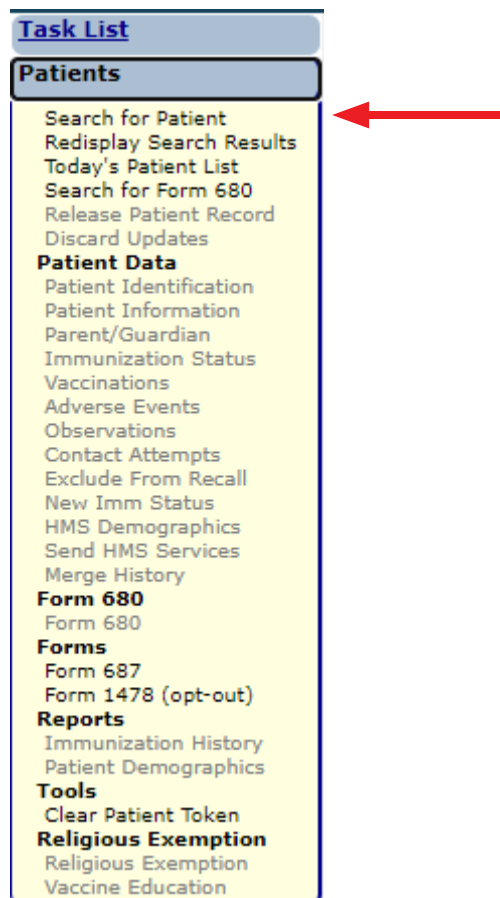 Task List
Patients
Search for Patient
Redisplay Search Results
Today's Patient List
Search for Form 680
Release Patient Record
Discard Updates
Patient Data
Patient Identification
Patient Information
Parent/Guardian
Immunization Status
Vaccinations
Adverse Events
Observations
Contact Attempts
Exclude From Recall
New Imm Status
HMS Demographics
Send HMS Services
Merge History
Form 680
Form 680
Forms
Form 687
Form 1478 (opt-out)
Reports
Immunization History
Patient Demographics
Tools
Clear Patient Token
Religious Exemption
Religious Exemption
Vaccine Education